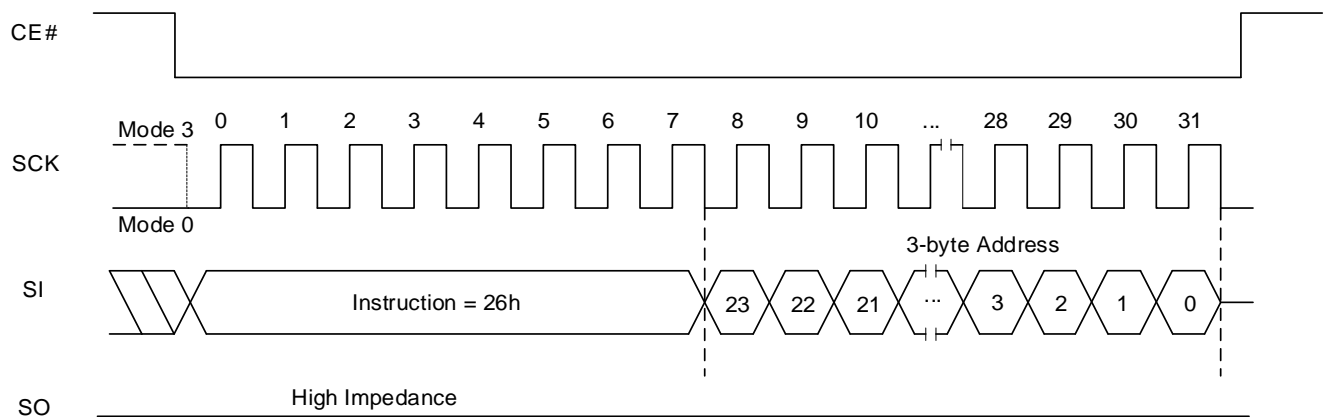 CE#
Mode 3
0 1 2 3 4 5 6 7 8 9 10 ... 28 29 30 31
SCK
Mode 0
3-byte Address
SI
Instruction = 26h
23 22 21 ... 3 2 1 0
SO
High Impedance